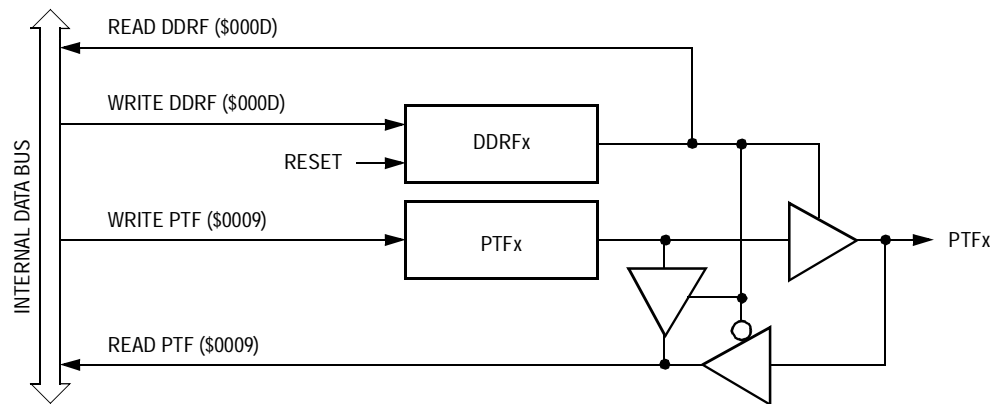 READ DDRF ($000D)
WRITE DDRF ($000D)
DDRFx
RESET
WRITE PTF ($0009)
PTFx
PTFx
READ PTF ($0009)
INTERNAL DATA BUS